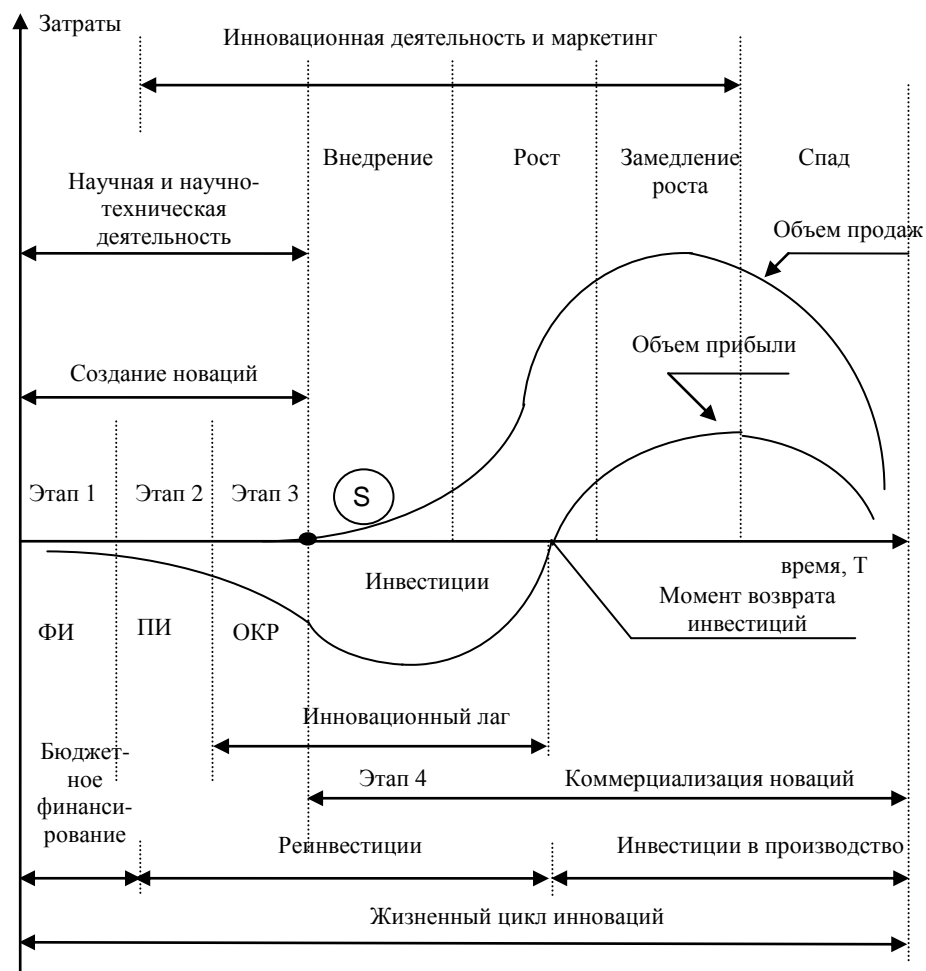 Затраты
Инновационная деятельность и маркетинг
Внедрение
Рост
Замедление
роста
Спад
Научная и научно-
техническая
деятельность
Объем продаж
Объем прибыли
Создание новаций
Этап 1
Этап 2
Этап 3
S
время, Т
Инвестиции
Момент возврата
инвестиций
ФИ
ПИ
ОКР
Инновационный лаг
Бюджет-
ное
финанси-
рование
Этап 4
Коммерциализация новаций
Реинвестиции
Инвестиции в производство
Жизненный цикл инноваций